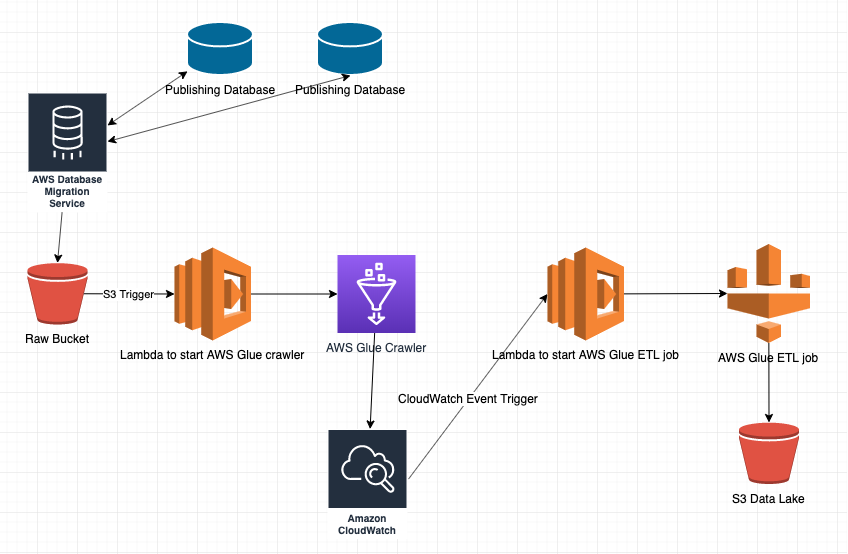 Publishing Database
Publishing Database
AWS Database
Migration
Service
S3 Trigger
Raw Bucket
Lambda to start AWS Glue crawler
AWS Glue Crawler
Lambda to start AWS Glue ETL job
AWS Glue ETL job
CloudWatch Event Trigger
Amazon
CloudWatch
S3 Data Lake